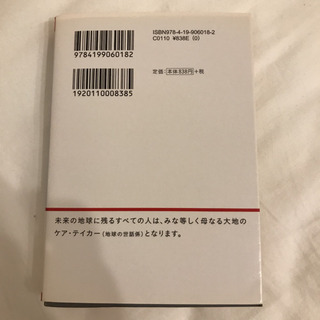 ISBN978-4-19-906018-2
C0110 ¥838E (0)
9784199060182
定価:本体838円+税
1920110008385
未来の地球に残るすべての人は、みな等しく母なる大地の
ケア・テイカー(地球の世話係)となります。